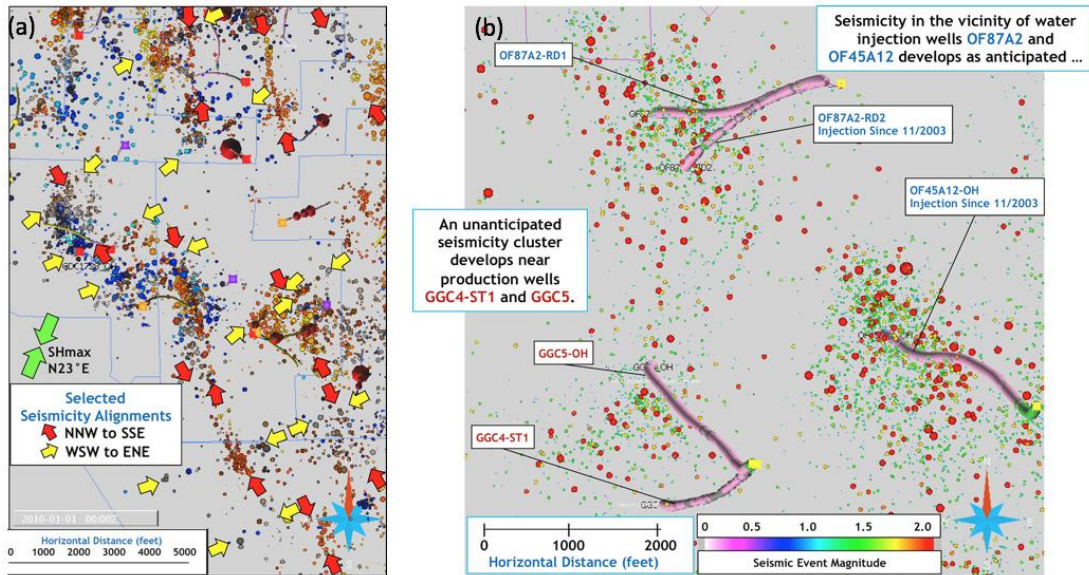 (a)
SHmax
N23°E
Selected
Seismicity Alignments
NNW to SSE
WSW to ENE
2010-01-01 00:00Z
Horizontal Distance (feet)
0 1000 2000 3000 4000 5000
(b)
Seismicity in the vicinity of water
injection wells OF87A2 and
OF45A12 develops as anticipated ...
OF87A2-RD1
OF87A2-RD2
Injection Since 11/2003
OF45A12-OH
Injection Since 11/2003
An unanticipated
seismicity cluster
develops near
production wells
GGC4-ST1 and GGC5.
GGC5-OH
GGC4-ST1
0 1000 2000
Horizontal Distance (feet)
0 0.5 1.0 1.5 2.0
Seismic Event Magnitude